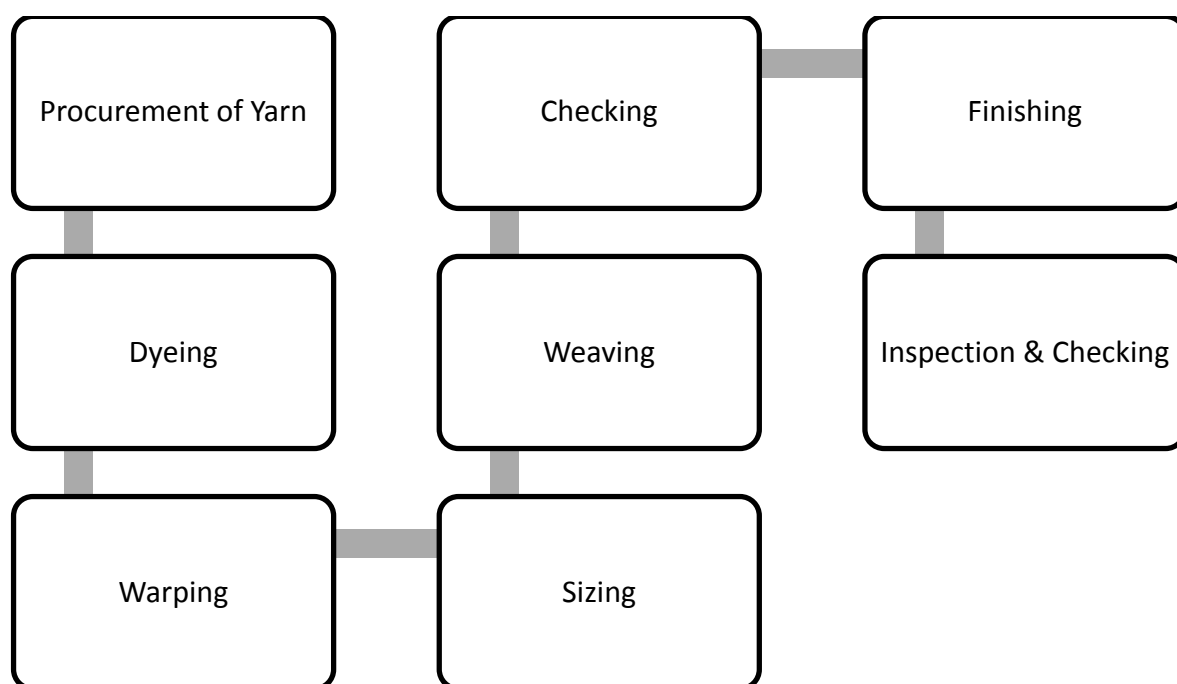 Procurement of Yarn
Dyeing
Warping
Sizing
Weaving
Checking
Finishing
Inspection & Checking